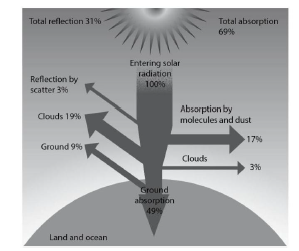 Total reflection 31%
Total absorption
69%
Entering solar
radiation
100%
Reflection by
scatter 3%
Absorption by
molecules and dust
Clouds 19%
17%
Ground 9%
Clouds
3%
Ground
absorption
49%
Land and ocean